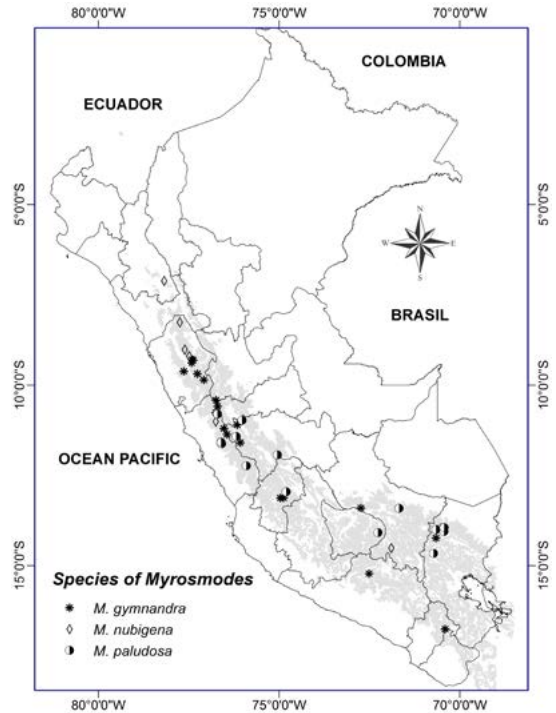 80°0'0"W 75°0'0"W 70°0'0"W
COLOMBIA
ECUADOR
5°0'0"S 5°0'0"S
N
W E
S
BRASIL
10°0'0"S 10°0'0"S
OCEAN PACIFIC
15°0'0"S 15°0'0"S
Species of Myrosmodes
M. gymnandra
M. nubigena
M. paludosa
80°0'0"W 75°0'0"W 70°0'0"W